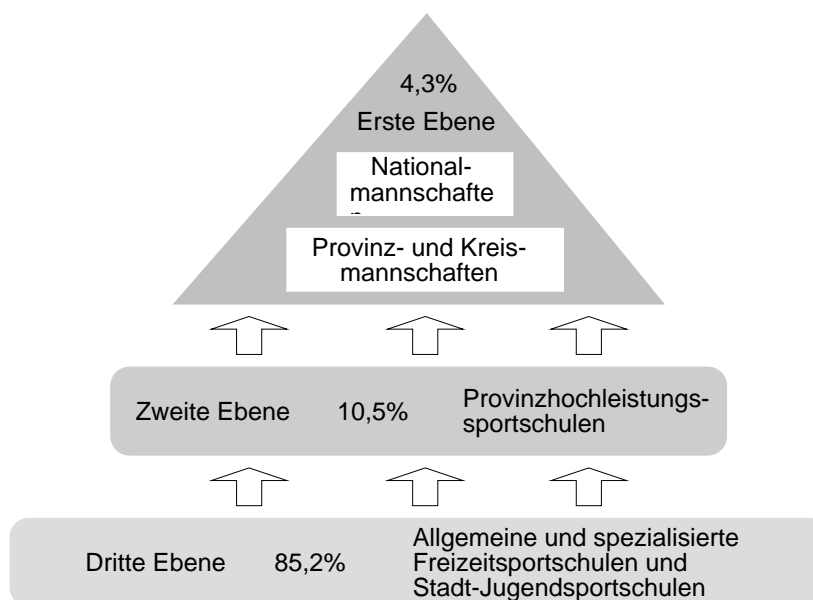 4,3%
Erste Ebene
National-
mannschafte
Provinz- und Kreis-
mannschaften
Zweite Ebene 10,5% Provinzhochleistungs-
sportschulen
Dritte Ebene 85,2% Allgemeine und spezialisierte
Freizeitsportschulen und
Stadt-Jugendsportschulen